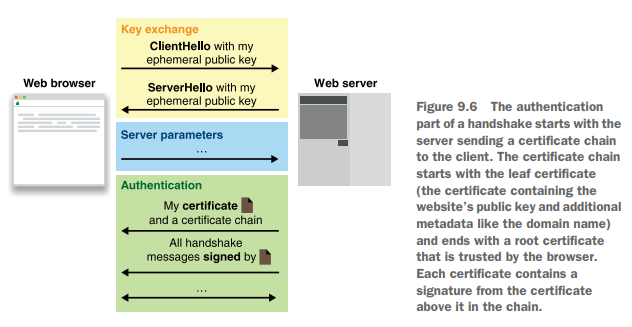 Key exchange
ClientHello with my
ephemeral public key
ServerHello with my
ephemeral public key
Web browser
Web server
Server parameters
...
Authentication
My certificate
and a certificate chain
All handshake
messages signed by
...
Figure 9.6 The authentication
part of a handshake starts with the
server sending a certificate chain
to the client. The certificate chain
starts with the leaf certificate
(the certificate containing the
website's public key and additional
metadata like the domain name)
and ends with a root certificate
that is trusted by the browser.
Each certificate contains a
signature from the certificate
above it in the chain.